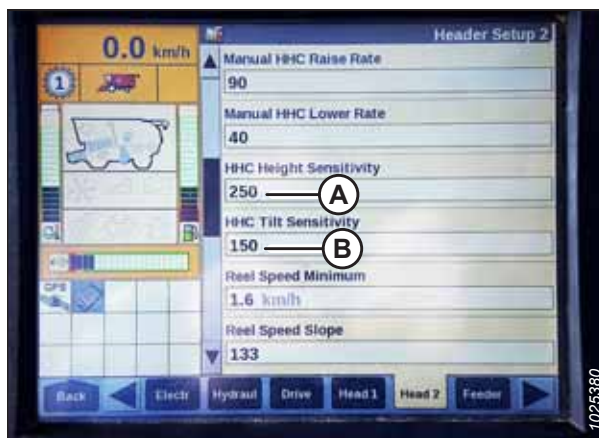 0.0 km/h
Header Setup 2
1
Manual HHC Raise Rate
90
Manual HHC Lower Rate
40
HHC Height Sensitivity
250
A
HHC Tilt Sensitivity
150
B
Reel Speed Minimum
1.6 km/h
GPS
Reel Speed Slope
133
Back
Electr
Hydraul
Drive
Head 1
Head 2
Feeder
1025380